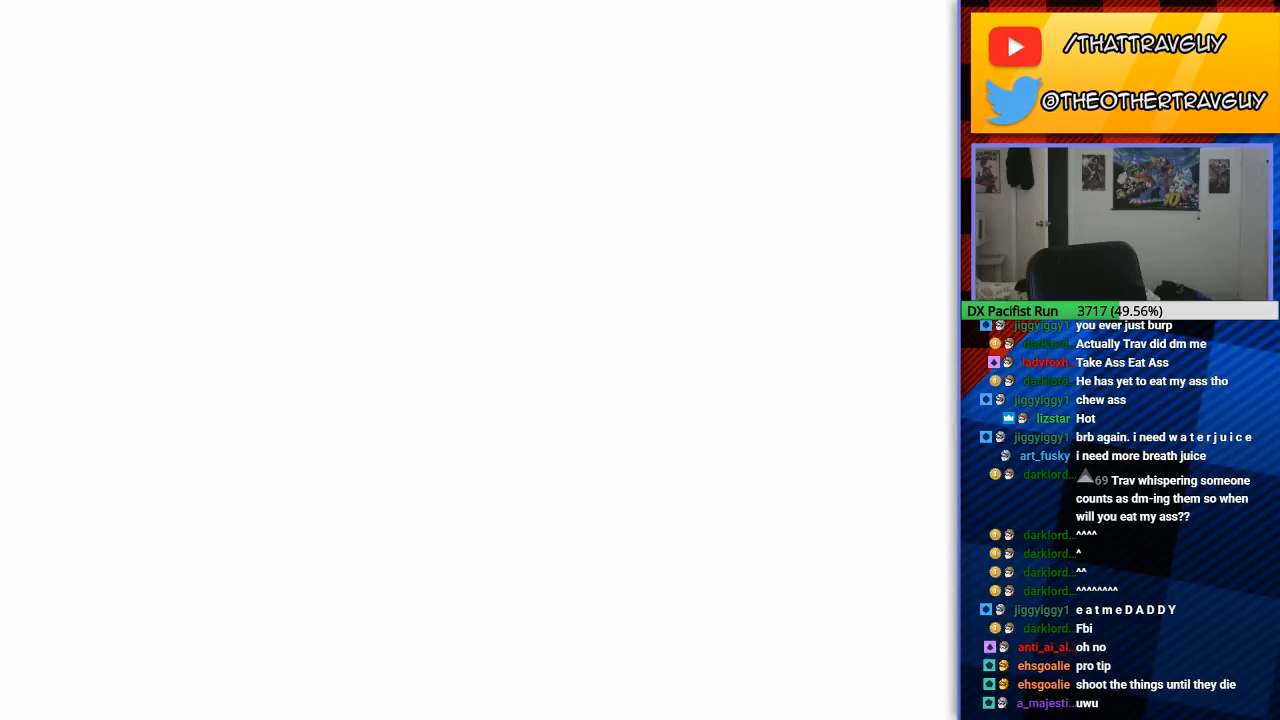 /THATTRAVGUY
@THEOTHERTRAVGUY
10
DX Pacifist Run 3717 (49.56%)
jiggyiggy1 you ever just burp
darklord... Actually Trav did dm me
ladyfoxh... Take Ass Eat Ass
darklord... He has yet to eat my ass tho
jiggyiggy1 chew ass
lizstar Hot
jiggyiggy1 brb again. i need w a t e r j u i c e
art_fusky i need more breath juice
darklord... 69 Trav whispering someone
counts as dm-ing them so when
will you eat my ass??
darklord... ^^^^
darklord... ^
darklord... ^^
darklord... ^^^^^^^^
jiggyiggy1 e a t m e D A D D Y
darklord... Fbi
anti_ai_al... oh no
ehsgoalie pro tip
ehsgoalie shoot the things until they die
a_majesti... uwu